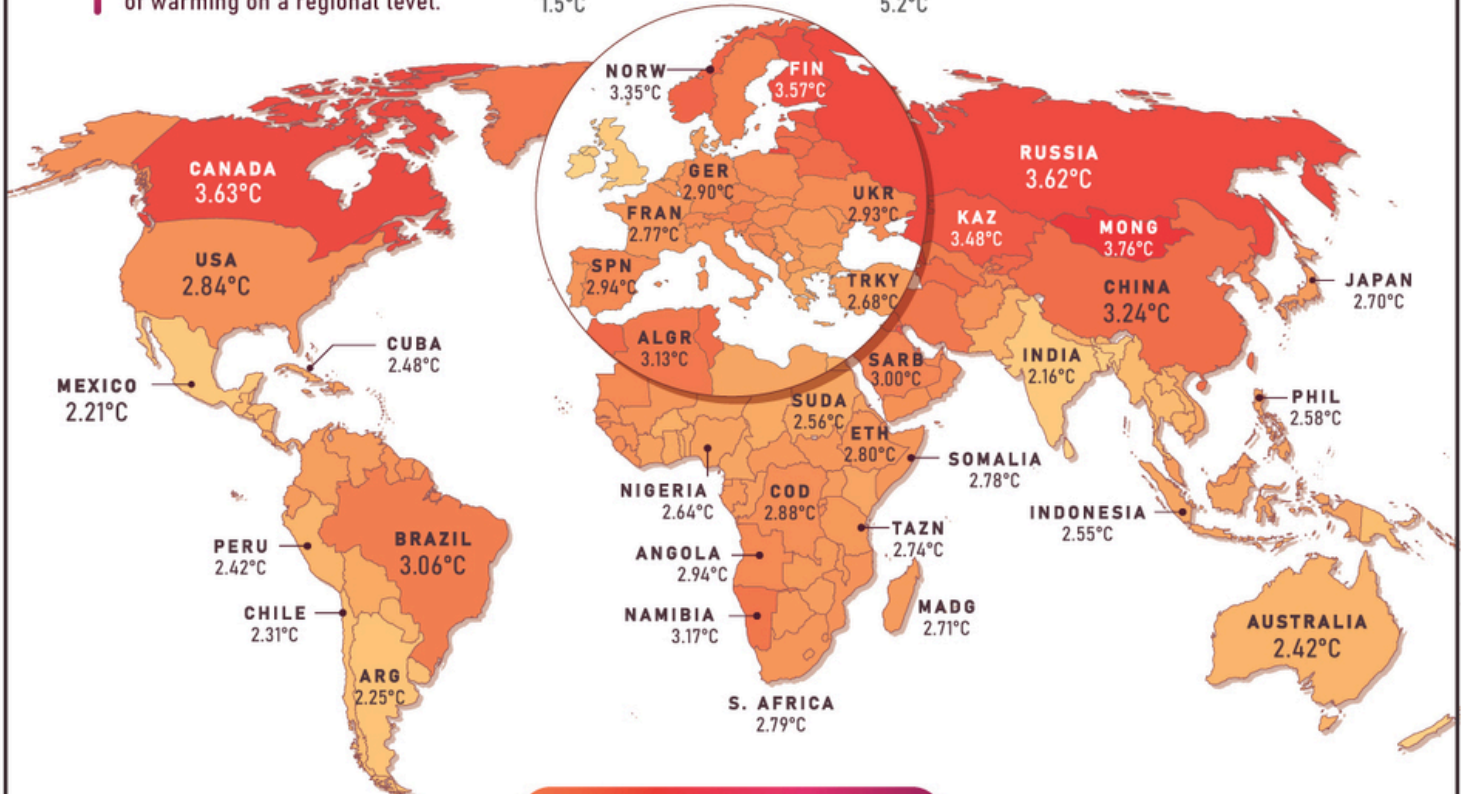 of warming on a regional level.
1.5°C
5.2°C
NORW
3.35°C
FIN
3.57°C
CANADA
3.63°C
RUSSIA
3.62°C
GER
2.90°C
UKR
2.93°C
FRAN
2.77°C
KAZ
3.48°C
MONG
3.76°C
USA
2.84°C
SPN
2.94°C
TRKY
2.68°C
CHINA
3.24°C
JAPAN
2.70°C
CUBA
2.48°C
ALGR
3.13°C
SARB
3.00°C
INDIA
2.16°C
MEXICO
2.21°C
SUDA
2.56°C
PHIL
2.58°C
ETH
2.80°C
SOMALIA
2.78°C
NIGERIA
2.64°C
COD
2.88°C
INDONESIA
2.55°C
PERU
2.42°C
BRAZIL
3.06°C
ANGOLA
2.94°C
TAZN
2.74°C
CHILE
2.31°C
NAMIBIA
3.17°C
MADG
2.71°C
AUSTRALIA
2.42°C
ARG
2.25°C
S. AFRICA
2.79°C